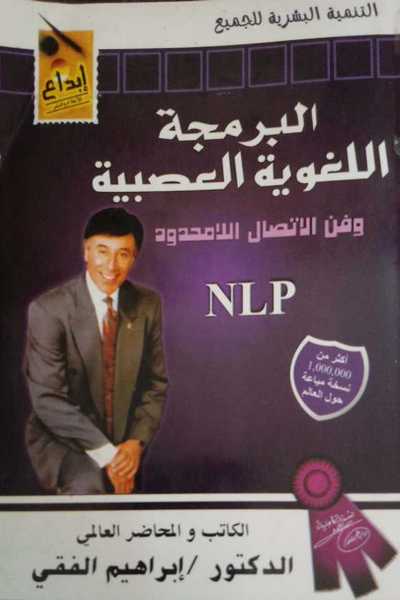 التنمية البشرية للجميع
إبداع
البرمجة
اللغوية العصبية
وفن الاتصال اللامحدود
NLP
أكثر من
1,000,000
نسخة مباعة
حول العالم
الكاتب و المحاضر العالمي
الدكتور / إبراهيم الفقي